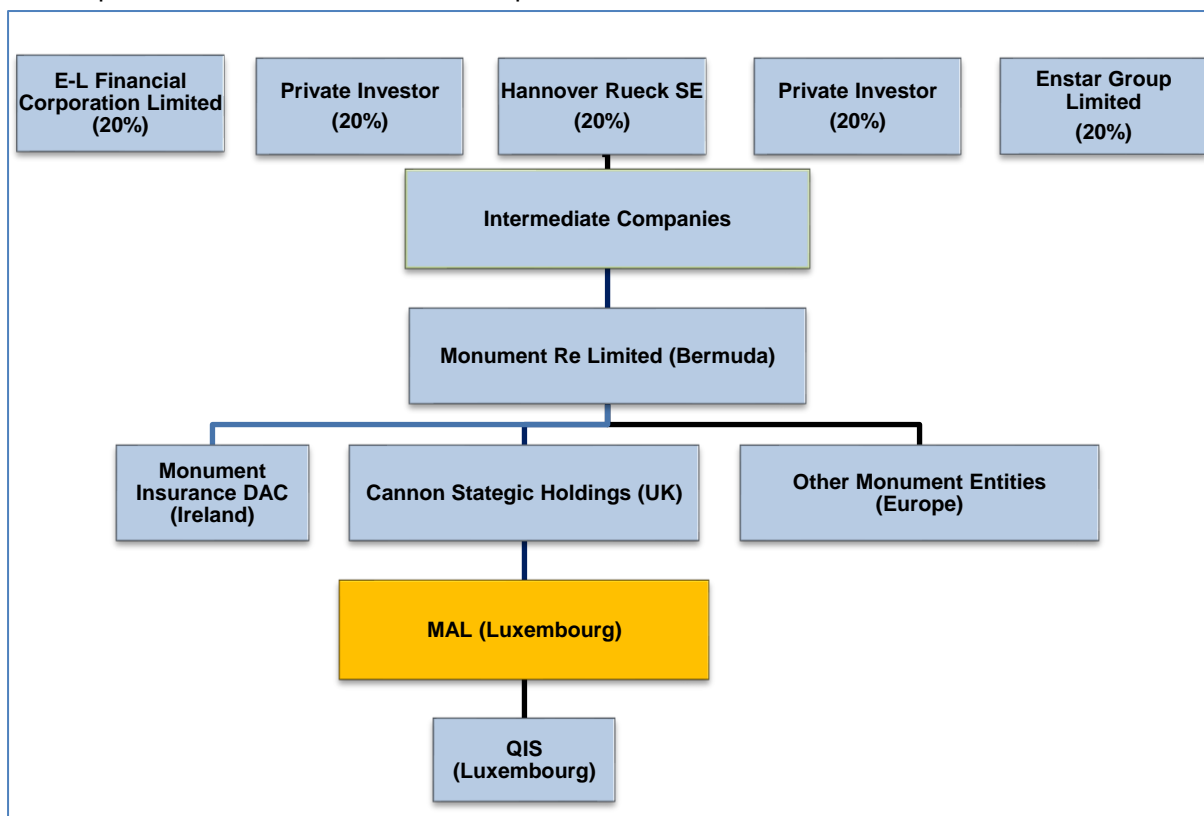 E-L Financial
Corporation Limited
(20%)
Private Investor
(20%)
Hannover Rueck SE
(20%)
Private Investor
(20%)
Enstar Group
Limited
(20%)
Intermediate Companies
Monument Re Limited (Bermuda)
Monument
Insurance DAC
(Ireland)
Cannon Stategic Holdings (UK)
Other Monument Entities
(Europe)
MAL (Luxembourg)
QIS
(Luxembourg)